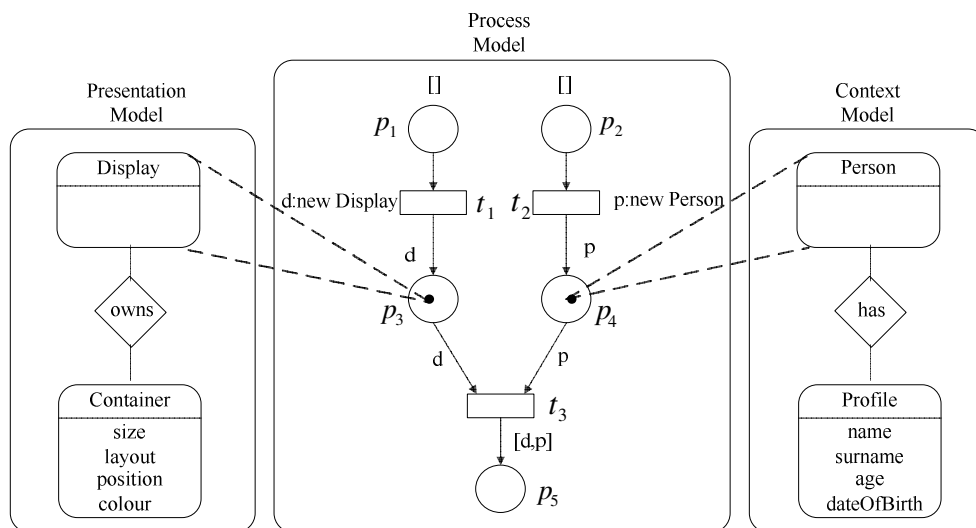 Process
Model
Presentation
Model
Context
Model
[]
[]
p1
p2
Display
Person
d:new Display
t1
t2
p:new Person
d
p
p3
p4
owns
has
d
p
Container
size
layout
position
colour
t3
[d,p]
p5
Profile
name
surname
age
dateOfBirth